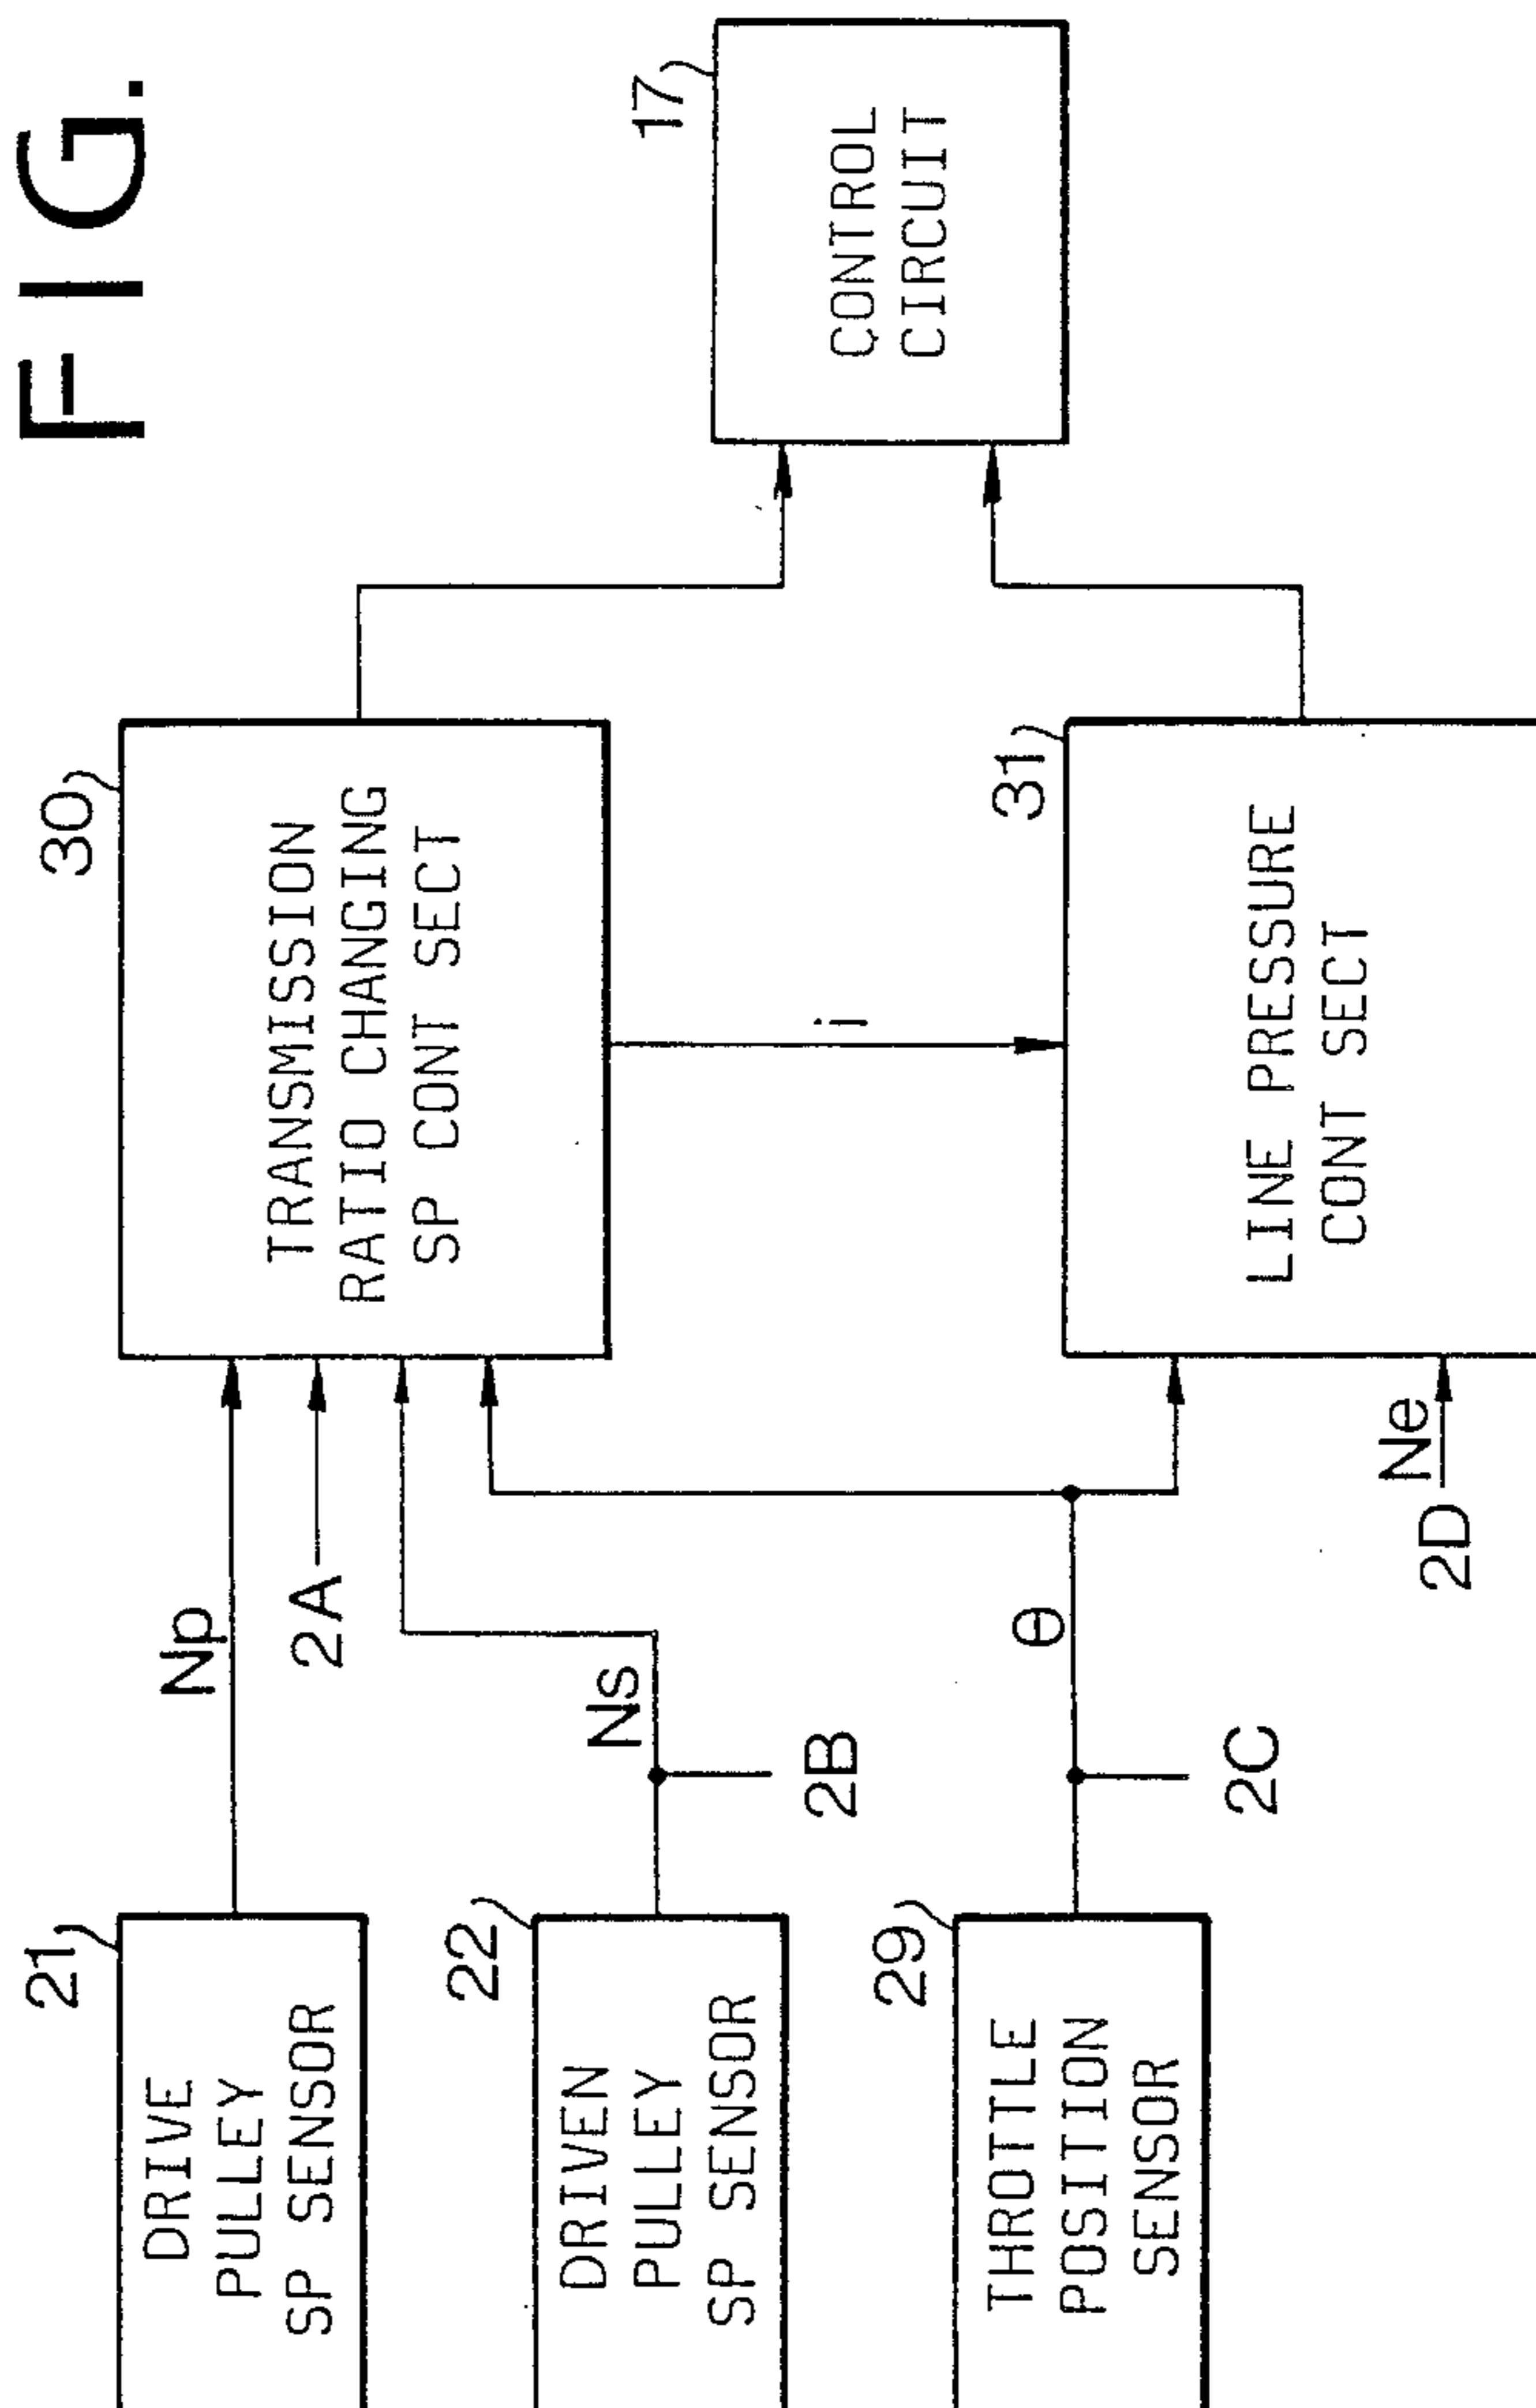 FIG.
21
DRIVE
PULLEY
SP SENSOR
Np
2A
30
TRANSMISSION
RATIO CHANGING
SP CONT SECT
17
CONTROL
CIRCUIT
22
DRIVEN
PULLEY
SP SENSOR
Ns
2B
i
29
THROTTLE
POSITION
SENSOR
θ
2C
31
LINE PRESSURE
CONT SECT
Ne
2D